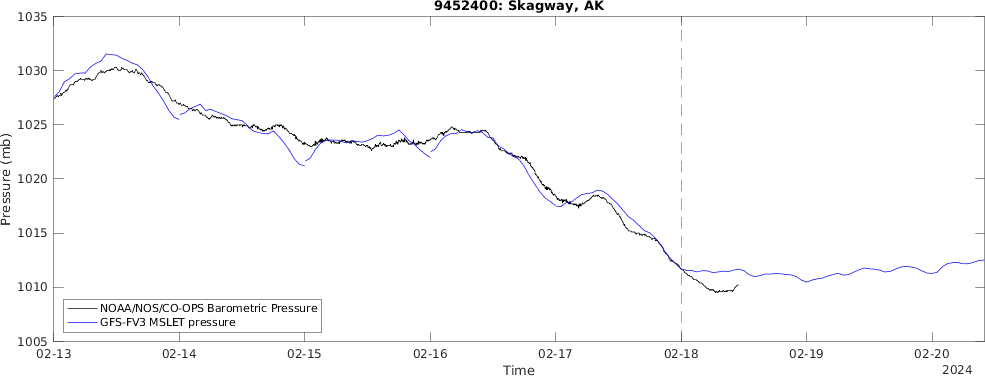 9452400: Skagway, AK
1035
1030
1025
1020
1015
1010
1005
Pressure (mb)
NOAA/NOS/CO-OPS Barometric Pressure
GFS-FV3 MSLET pressure
02-13 02-14 02-15 02-16 02-17 02-18 02-19 02-20
Time
2024